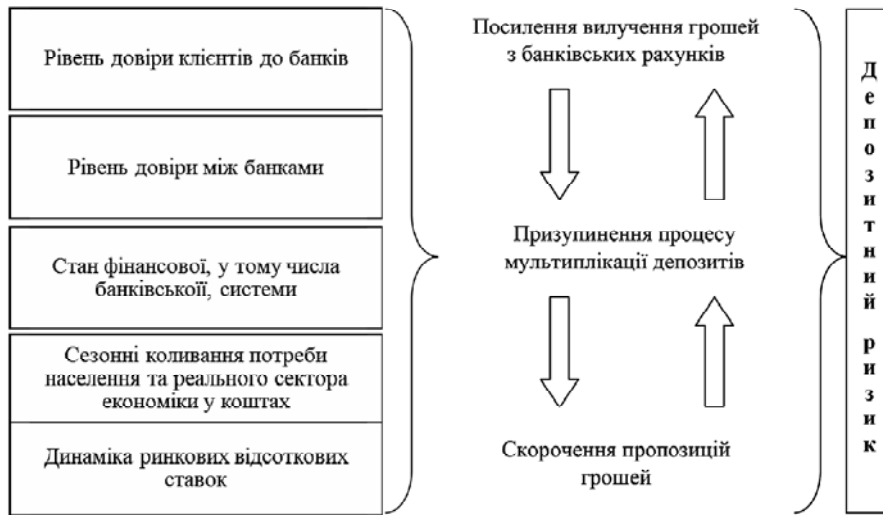 Рівень довіри клієнтів до банків
Рівень довіри між банками
Стан фінансової, у тому числа
банківськоїї, системи
Сезонні коливання потреби
населення та реального сектора
економіки у коштах
Динаміка ринкових відсоткових
ставок
Посилення вилучення грошей
з банківських рахунків
Призупинення процесу
мультиплікації депозитів
Скорочення пропозицій
грошей
Депозитний ризик